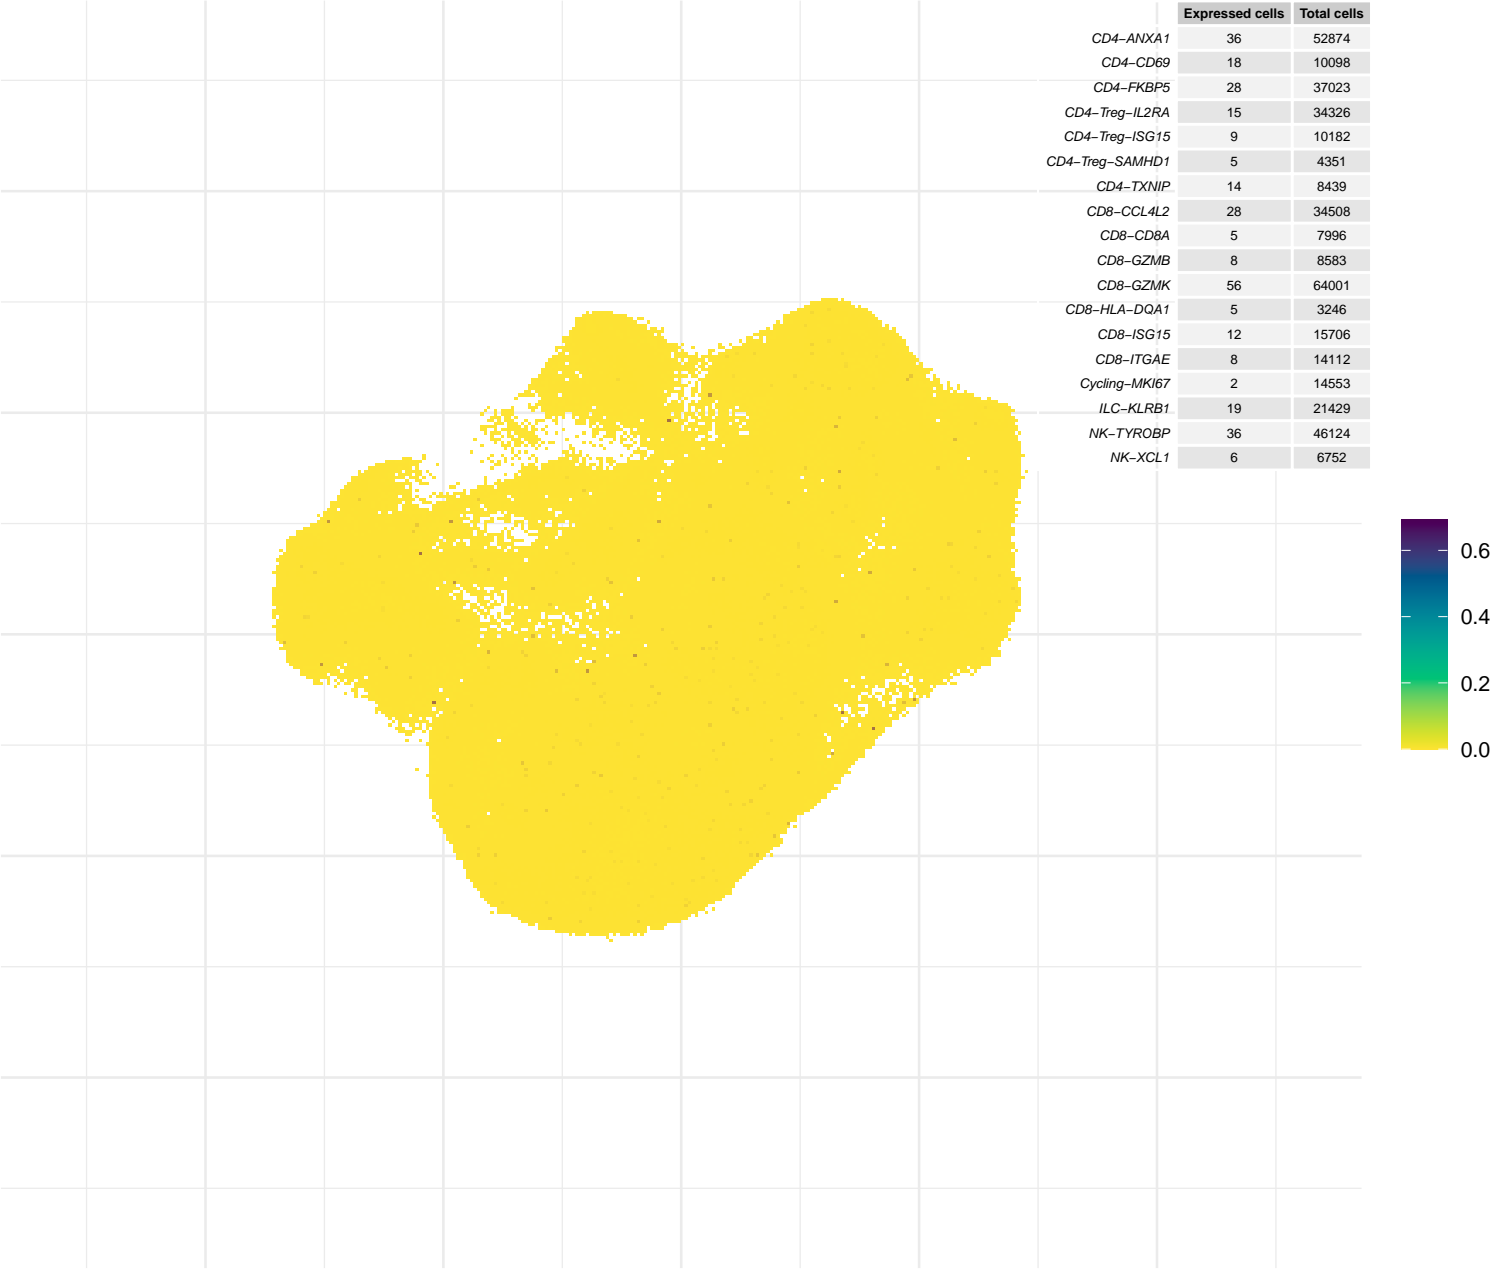 Expressed cells Total cells
CD4−ANXA1 36 52874
CD4−CD69 18 10098
CD4−FKBP5 28 37023
CD4−Treg−IL2RA 15 34326
CD4−Treg−ISG15 9 10182
CD4−Treg−SAMHD1 5 4351
CD4−TXNIP 14 8439
CD8−CCL4L2 28 34508
CD8−CD8A 5 7996
CD8−GZMB 8 8583
CD8−GZMK 56 64001
CD8−HLA−DQA1 5 3246
CD8−ISG15 12 15706
CD8−ITGAE 8 14112
Cycling−MKI67 2 14553
ILC−KLRB1 19 21429
NK−TYROBP 36 46124
NK−XCL1 6 6752
0.6
0.4
0.2
0.0